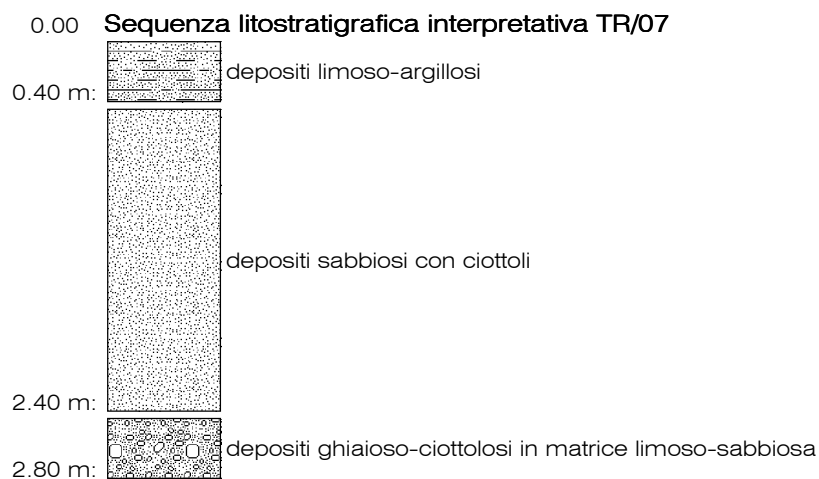 0.00 Sequenza litostratigrafica interpretativa TR/07
depositi limoso-argillosi
0.40 m:
depositi sabbiosi con ciottoli
2.40 m:
depositi ghiaioso-ciottolosi in matrice limoso-sabbiosa
2.80 m: